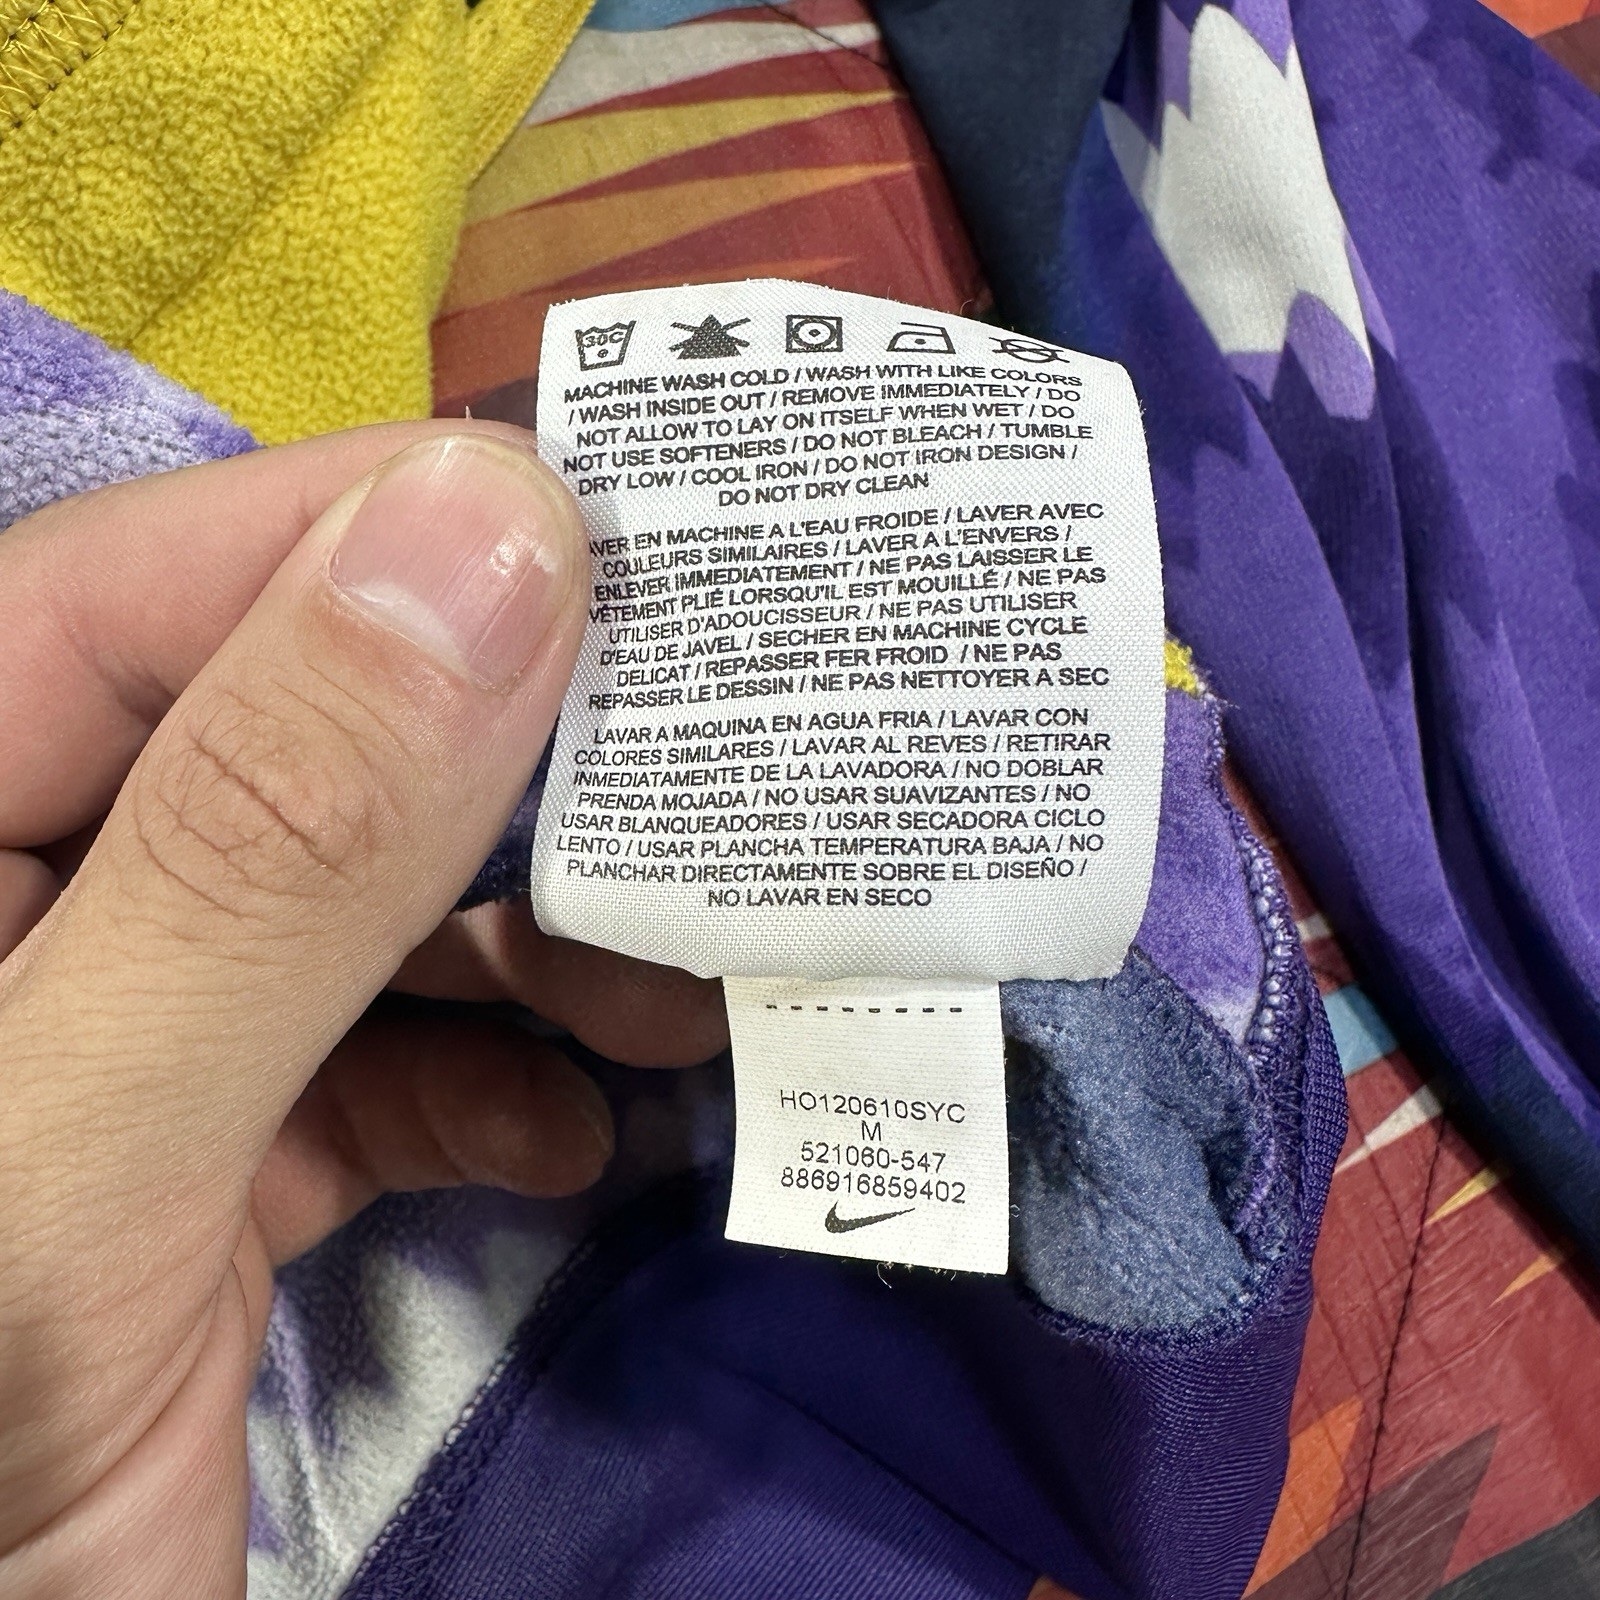 30C
MACHINE WASH COLD / WASH WITH LIKE COLORS
/ WASH INSIDE OUT / REMOVE IMMEDIATELY / DO
NOT ALLOW TO LAY ON ITSELF WHEN WET / DO
NOT USE SOFTENERS / DO NOT BLEACH / TUMBLE
DRY LOW / COOL IRON / DO NOT IRON DESIGN /
DO NOT DRY CLEAN
AVER EN MACHINE A L'EAU FROIDE / LAVER AVEC
COULEURS SIMILAIRES / LAVER A L'ENVERS /
ENLEVER IMMEDIATEMENT / NE PAS LAISSER LE
VÊTEMENT PLIÉ LORSQU'IL EST MOUILLÉ / NE PAS
UTILISER D'ADOUCISSEUR / NE PAS UTILISER
D'EAU DE JAVEL / SECHER EN MACHINE CYCLE
DELICAT / REPASSER FER FROID / NE PAS
REPASSER LE DESSIN / NE PAS NETTOYER A SEC
LAVAR A MAQUINA EN AGUA FRIA / LAVAR CON
COLORES SIMILARES / LAVAR AL REVES / RETIRAR
INMEDIATAMENTE DE LA LAVADORA / NO DOBLAR
PRENDA MOJADA / NO USAR SUAVIZANTES / NO
USAR BLANQUEADORES / USAR SECADORA CICLO
LENTO / USAR PLANCHA TEMPERATURA BAJA / NO
PLANCHAR DIRECTAMENTE SOBRE EL DISEÑO /
NO LAVAR EN SECO
HO120610SYC
M
521060-547
886916859402